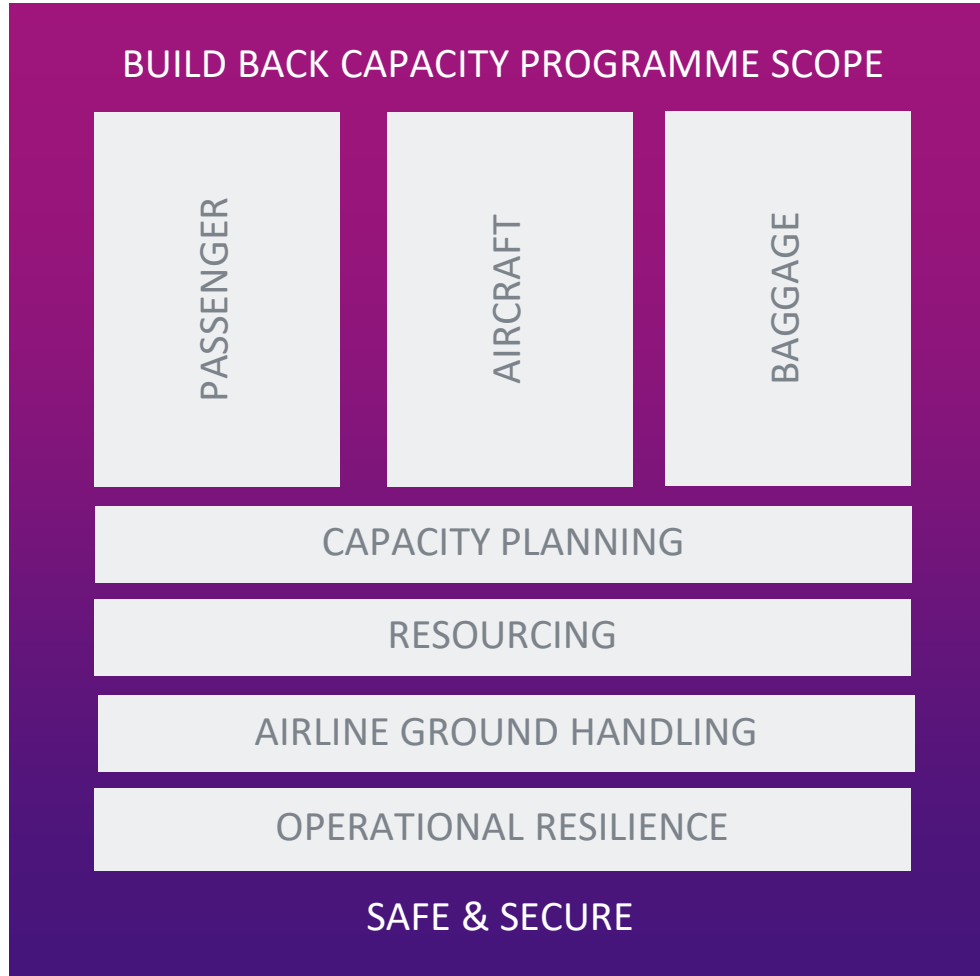 BUILD BACK CAPACITY PROGRAMME SCOPE
PASSENGER
AIRCRAFT
BAGGAGE
CAPACITY PLANNING
RESOURCING
AIRLINE GROUND HANDLING
OPERATIONAL RESILIENCE
SAFE & SECURE